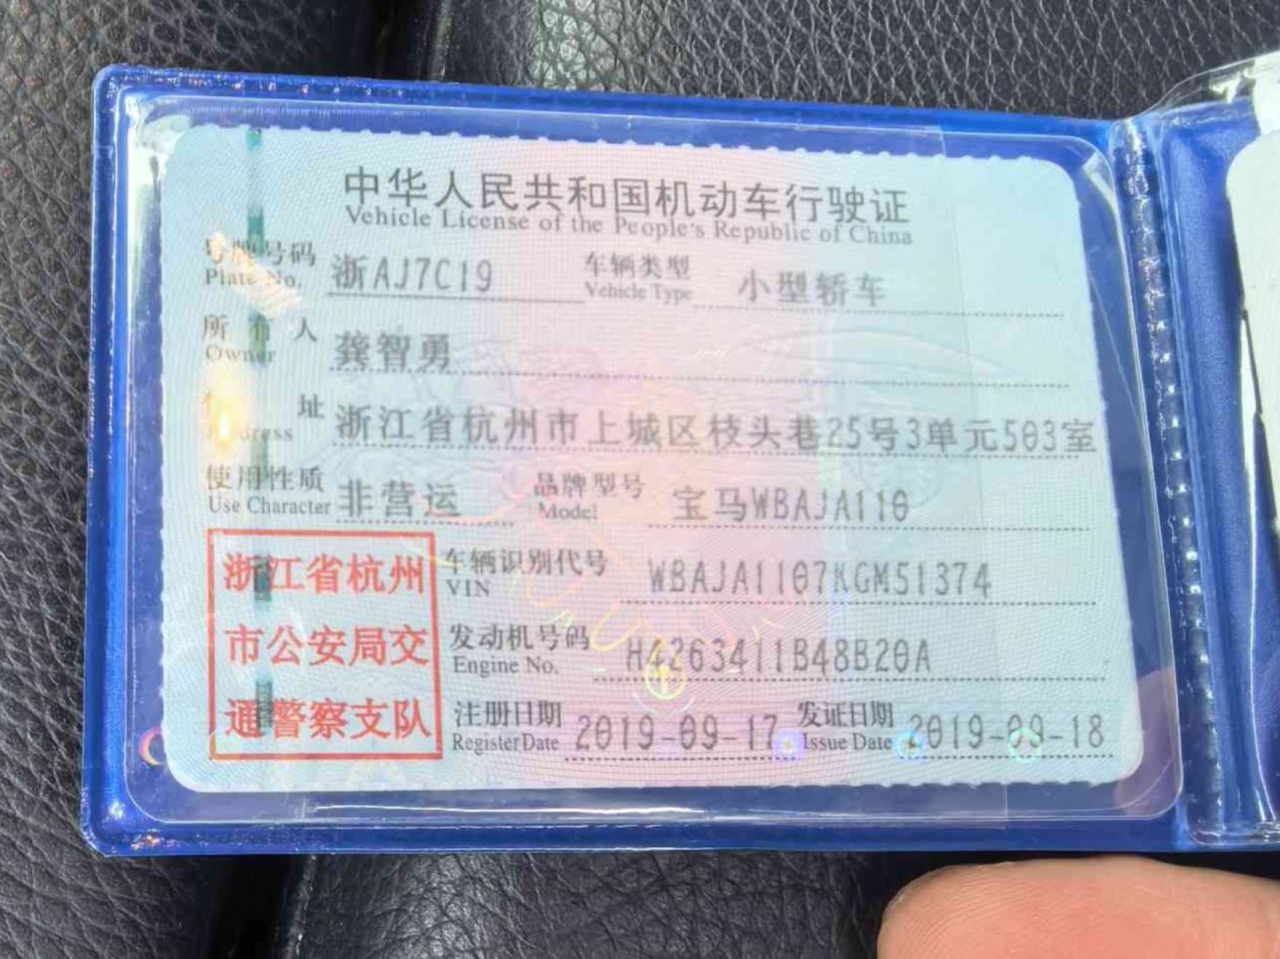 中华人民共和国机动车行驶证
Vehicle License of the People's Republic of China
号牌号码 浙AJ7C19 车辆类型 小型轿车
Plate No. Vehicle Type
所有人 龚智勇
Owner
址 浙江省杭州市上城区枝头巷25号3单元503室
Address
使用性质 非营运 品牌型号 宝马WBAJA110
Use Character Model
浙江省杭州 车辆识别代号 WBAJA1107KGM51374
VIN
市公安局交 发动机号码 H4263411B48B20A
Engine No.
通警察支队 注册日期 2019-09-17 发证日期 2019-09-18
Register Date Issue Date